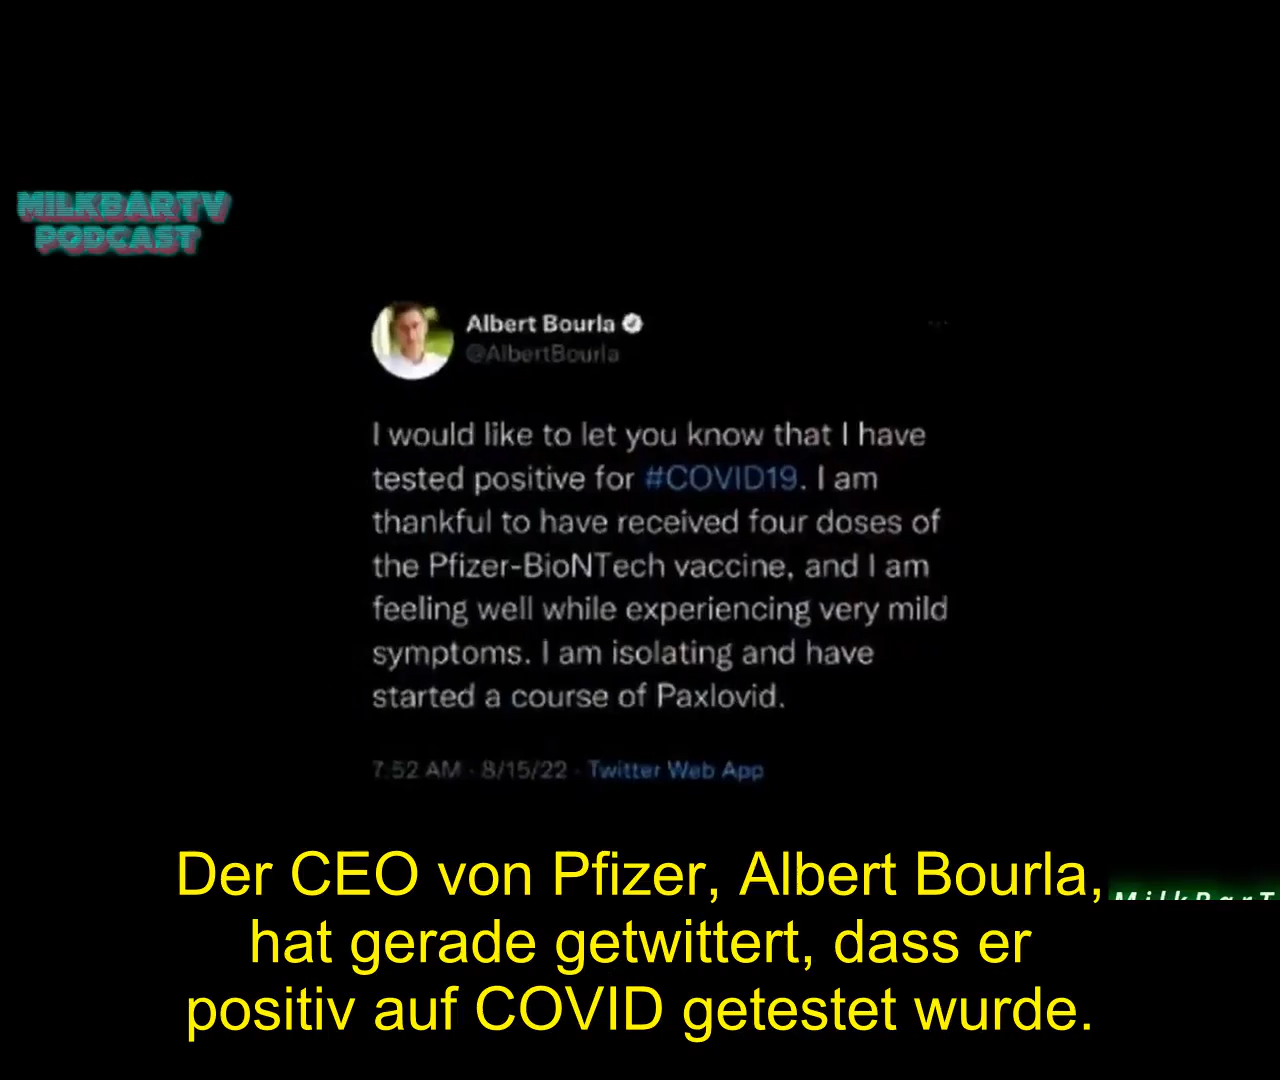 MILKBARTV
PODCAST
Albert Bourla
@AlbertBourla
I would like to let you know that I have
tested positive for #COVID19. I am
thankful to have received four doses of
the Pfizer-BioNTech vaccine, and I am
feeling well while experiencing very mild
symptoms. I am isolating and have
started a course of Paxlovid.
7:52 AM · 8/15/22 · Twitter Web App
Der CEO von Pfizer, Albert Bourla,
MilkBarT
hat gerade getwittert, dass er
positiv auf COVID getestet wurde.